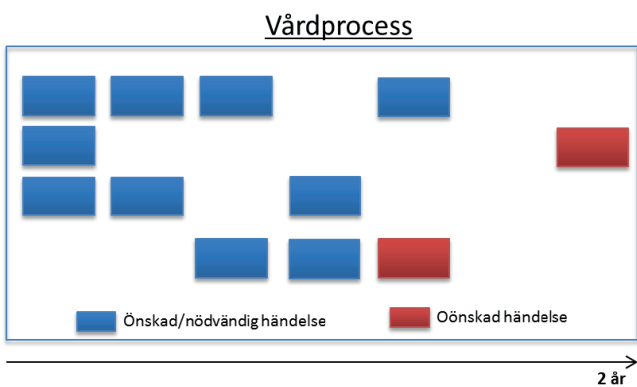 Vårdprocess
Önskad/nödvändig händelse
Oönskad händelse
2 år